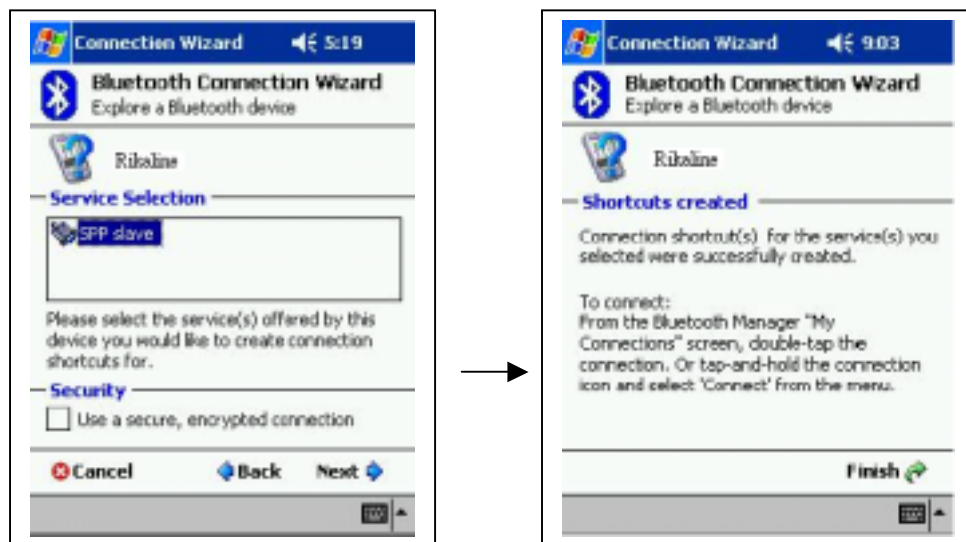 Connection Wizard 5:19
Bluetooth Connection Wizard
Explore a Bluetooth device
Rikaline
Service Selection
SPP slave
Please select the service(s) offered by this
device you would like to create connection
shortcuts for.
Security
Use a secure, encrypted connection
Cancel Back Next
Connection Wizard 9:03
Bluetooth Connection Wizard
Explore a Bluetooth device
Rikaline
Shortcuts created
Connection shortcut(s) for the service(s) you
selected were successfully created.
To connect:
From the Bluetooth Manager "My
Connections" screen, double-tap the
connection. Or tap-and-hold the connection
icon and select 'Connect' from the menu.
Finish